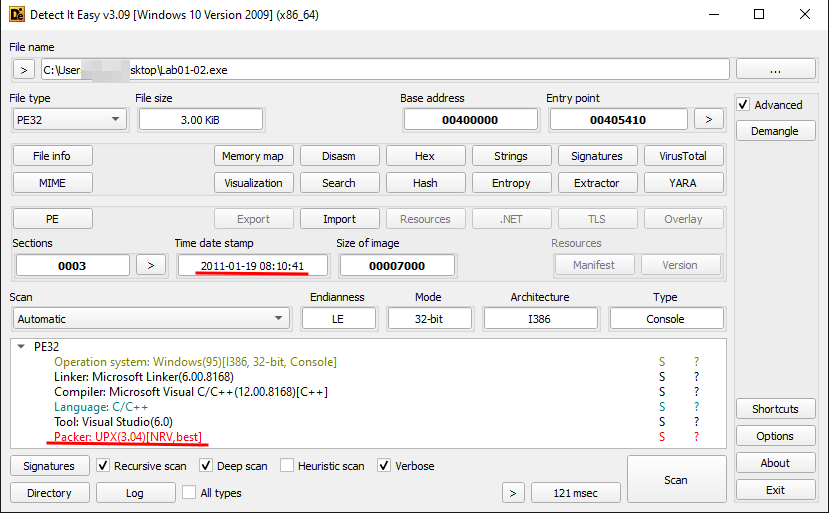 Detect It Easy v3.09 [Windows 10 Version 2009] (x86_64)
File name
> C:\User sktop\Lab01-02.exe ...
File type File size Base address Entry point
PE32 3.00 KiB 00400000 00405410 >
Advanced
Demangle
File info Memory map Disasm Hex Strings Signatures VirusTotal
MIME Visualization Search Hash Entropy Extractor YARA
PE Export Import Resources .NET TLS Overlay
Sections Time date stamp Size of image Resources
0003 > 2011-01-19 08:10:41 00007000 Manifest Version
Scan Endianness Mode Architecture Type
Automatic LE 32-bit I386 Console
PE32
Operation system: Windows(95)[I386, 32-bit, Console] S ?
Linker: Microsoft Linker(6.00.8168) S ?
Compiler: Microsoft Visual C/C++(12.00.8168)[C++] S ?
Language: C/C++ S ?
Tool: Visual Studio(6.0) S ?
Packer: UPX(3.04)[NRV,best] S ?
Shortcuts
Options
About
Exit
Signatures Recursive scan Deep scan Heuristic scan Verbose
Directory Log All types > 121 msec Scan